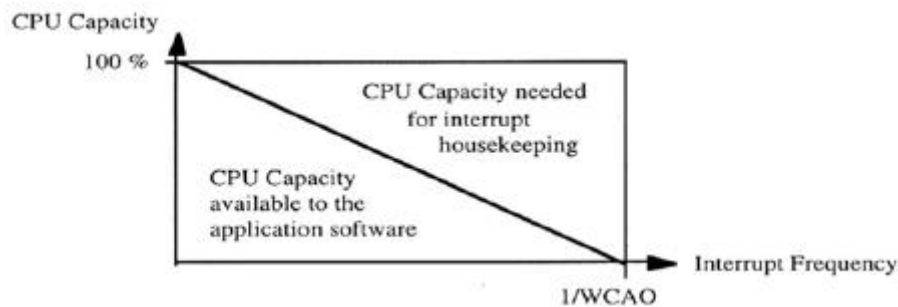 CPU Capacity
100 %
CPU Capacity needed
for interrupt
housekeeping
CPU Capacity
available to the
application software
Interrupt Frequency
1/WCAO